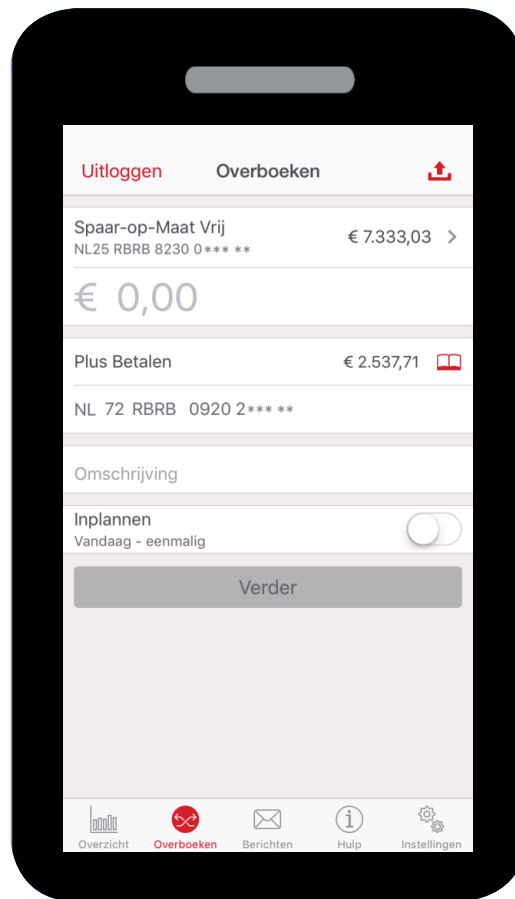 Uitloggen Overboeken
Spaar-op-Maat Vrij € 7.333,03
NL25 RBRB 8230 0*** **
€ 0,00
Plus Betalen € 2.537,71
NL 72 RBRB 0920 2*** **
Omschrijving
Inplannen
Vandaag - eenmalig
Verder
Overzicht Overboeken Berichten Hulp Instellingen